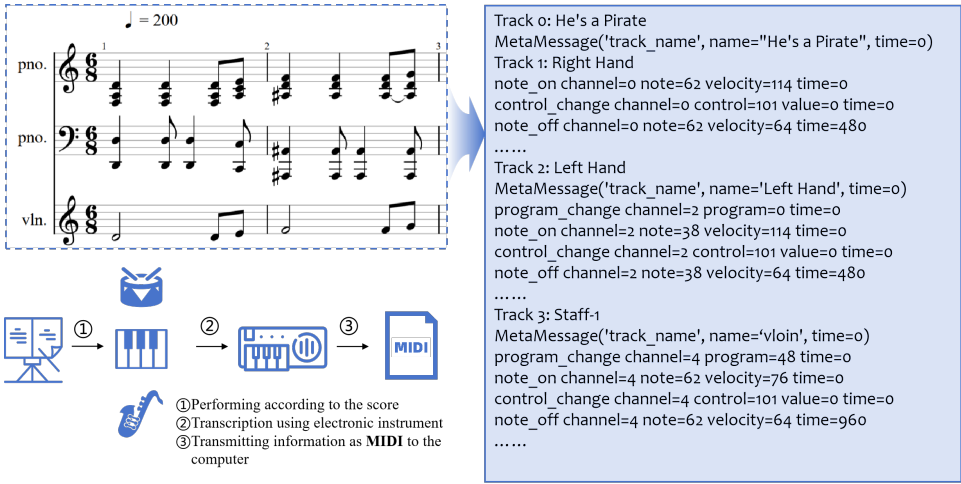 ♩ = 200
1
2
3
pno.
6
8
pno.
6
8
vln.
6
8
①
②
③
MIDI
①Performing according to the score
②Transcription using electronic instrument
③Transmitting information as MIDI to the
computer
Track 0: He's a Pirate
MetaMessage('track_name', name="He's a Pirate", time=0)
Track 1: Right Hand
note_on channel=0 note=62 velocity=114 time=0
control_change channel=0 control=101 value=0 time=0
note_off channel=0 note=62 velocity=64 time=480
……
Track 2: Left Hand
MetaMessage('track_name', name='Left Hand', time=0)
program_change channel=2 program=0 time=0
note_on channel=2 note=38 velocity=114 time=0
control_change channel=2 control=101 value=0 time=0
note_off channel=2 note=38 velocity=64 time=480
……
Track 3: Staff-1
MetaMessage('track_name', name=‘vloin', time=0)
program_change channel=4 program=48 time=0
note_on channel=4 note=62 velocity=76 time=0
control_change channel=4 control=101 value=0 time=0
note_off channel=4 note=62 velocity=64 time=960
……